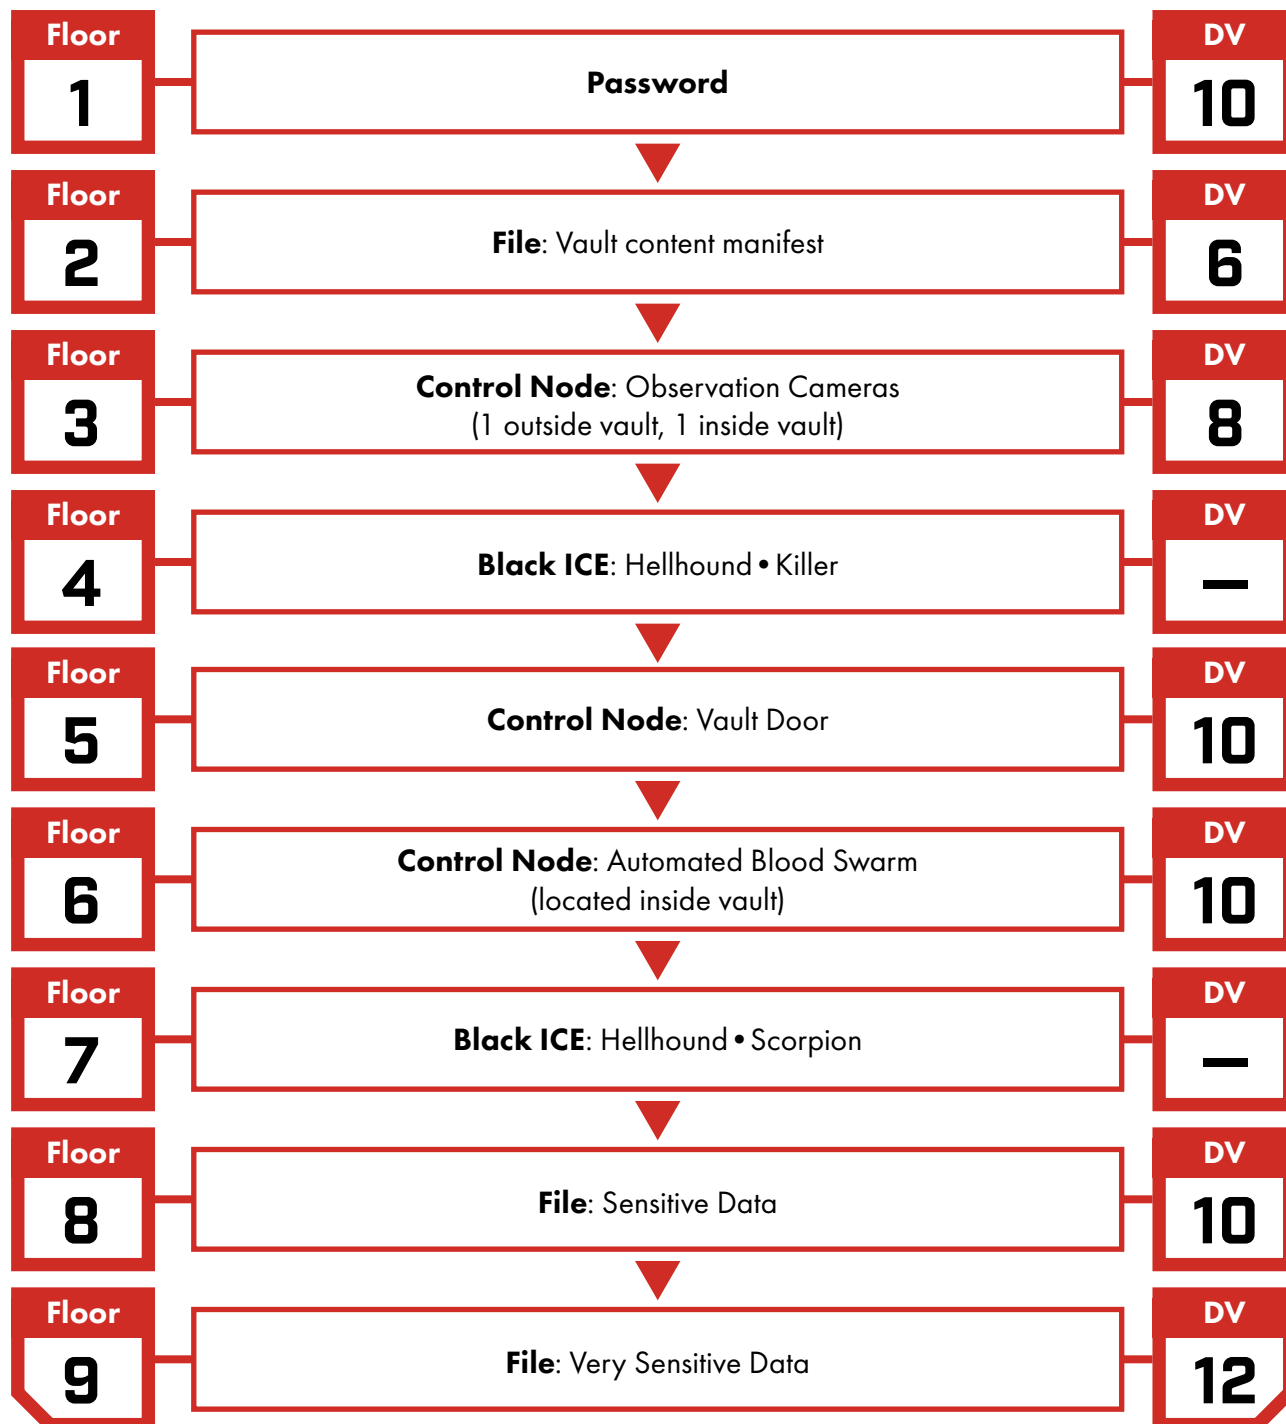 Floor
1
Password
DV
10
Floor
2
File: Vault content manifest
DV
6
Floor
3
Control Node: Observation Cameras
(1 outside vault, 1 inside vault)
DV
8
Floor
4
Black ICE: Hellhound • Killer
DV
—
Floor
5
Control Node: Vault Door
DV
10
Floor
6
Control Node: Automated Blood Swarm
(located inside vault)
DV
10
Floor
7
Black ICE: Hellhound • Scorpion
DV
—
Floor
8
File: Sensitive Data
DV
10
Floor
9
File: Very Sensitive Data
DV
12